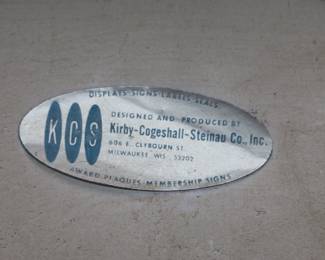 DISPLAYS-SIGNS-LABELS-SEALS
KCS
DESIGNED AND PRODUCED BY
Kirby-Cogeshall-Steinau Co., Inc.
606 E. CLYBOURN ST.
MILWAUKEE, WIS. 53202
AWARD PLAQUES-MEMBERSHIP SIGNS